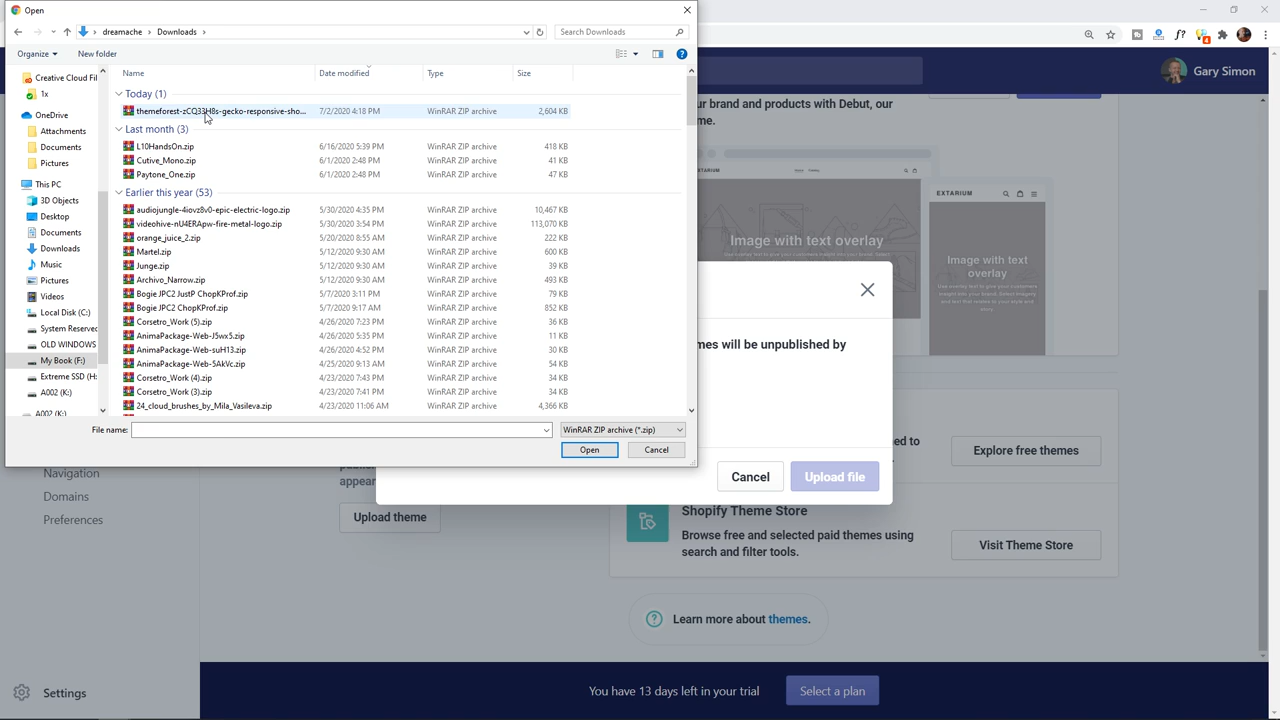 Open
dreamache
Downloads
Search Downloads
Organize
New folder
Name
Date modified
Type
Size
Creative Cloud Fil
1x
OneDrive
Attachments
Documents
Pictures
This PC
3D Objects
Desktop
Documents
Downloads
Music
Pictures
Videos
Local Disk (C:)
System Reserved
OLD WINDOWS
My Book (F:)
Extreme SSD (H:
A002 (K:)
A002 (K:)
Today (1)
themeforest-zCQ33H8s-gecko-responsive-sho... 7/2/2020 4:18 PM WinRAR ZIP archive 2,604 KB
Last month (3)
L10HandsOn.zip 6/16/2020 5:39 PM WinRAR ZIP archive 418 KB
Cutive_Mono.zip 6/1/2020 2:48 PM WinRAR ZIP archive 41 KB
Paytone_One.zip 6/1/2020 2:48 PM WinRAR ZIP archive 47 KB
Earlier this year (53)
audiojungle-4iovz8v0-epic-electric-logo.zip 5/30/2020 4:35 PM WinRAR ZIP archive 10,467 KB
videohive-nU4ERApw-fire-metal-logo.zip 5/30/2020 3:54 PM WinRAR ZIP archive 113,070 KB
orange_juice_2.zip 5/20/2020 8:55 AM WinRAR ZIP archive 222 KB
Martel.zip 5/12/2020 9:30 AM WinRAR ZIP archive 600 KB
Junge.zip 5/12/2020 9:30 AM WinRAR ZIP archive 39 KB
Archivo_Narrow.zip 5/12/2020 9:30 AM WinRAR ZIP archive 493 KB
Bogie JPC2 JustP ChopKProf.zip 5/7/2020 3:11 PM WinRAR ZIP archive 79 KB
Bogie JPC2 ChopKProf.zip 5/7/2020 9:17 AM WinRAR ZIP archive 852 KB
Corsetro_Work (5).zip 4/26/2020 7:23 PM WinRAR ZIP archive 36 KB
AnimaPackage-Web-J5wx5.zip 4/26/2020 5:35 PM WinRAR ZIP archive 11 KB
AnimaPackage-Web-suH13.zip 4/26/2020 4:52 PM WinRAR ZIP archive 30 KB
AnimaPackage-Web-5AkVc.zip 4/25/2020 9:13 AM WinRAR ZIP archive 54 KB
Corsetro_Work (4).zip 4/23/2020 7:43 PM WinRAR ZIP archive 34 KB
Corsetro_Work (3).zip 4/23/2020 7:41 PM WinRAR ZIP archive 34 KB
24_cloud_brushes_by_Mila_Vasileva.zip 4/23/2020 11:06 AM WinRAR ZIP archive 4,366 KB
File name:
WinRAR ZIP archive (*.zip)
Open
Cancel
Gary Simon
ur brand and products with Debut, our
me.
EXTARIUM
EXTARIUM
Image with text overlay
Image with text
overlay
mes will be unpublished by
Cancel
Upload file
ed to
Explore free themes
appear
Upload theme
Shopify Theme Store
Browse free and selected paid themes using
search and filter tools.
Visit Theme Store
Learn more about themes.
Navigation
Domains
Preferences
Settings
You have 13 days left in your trial
Select a plan